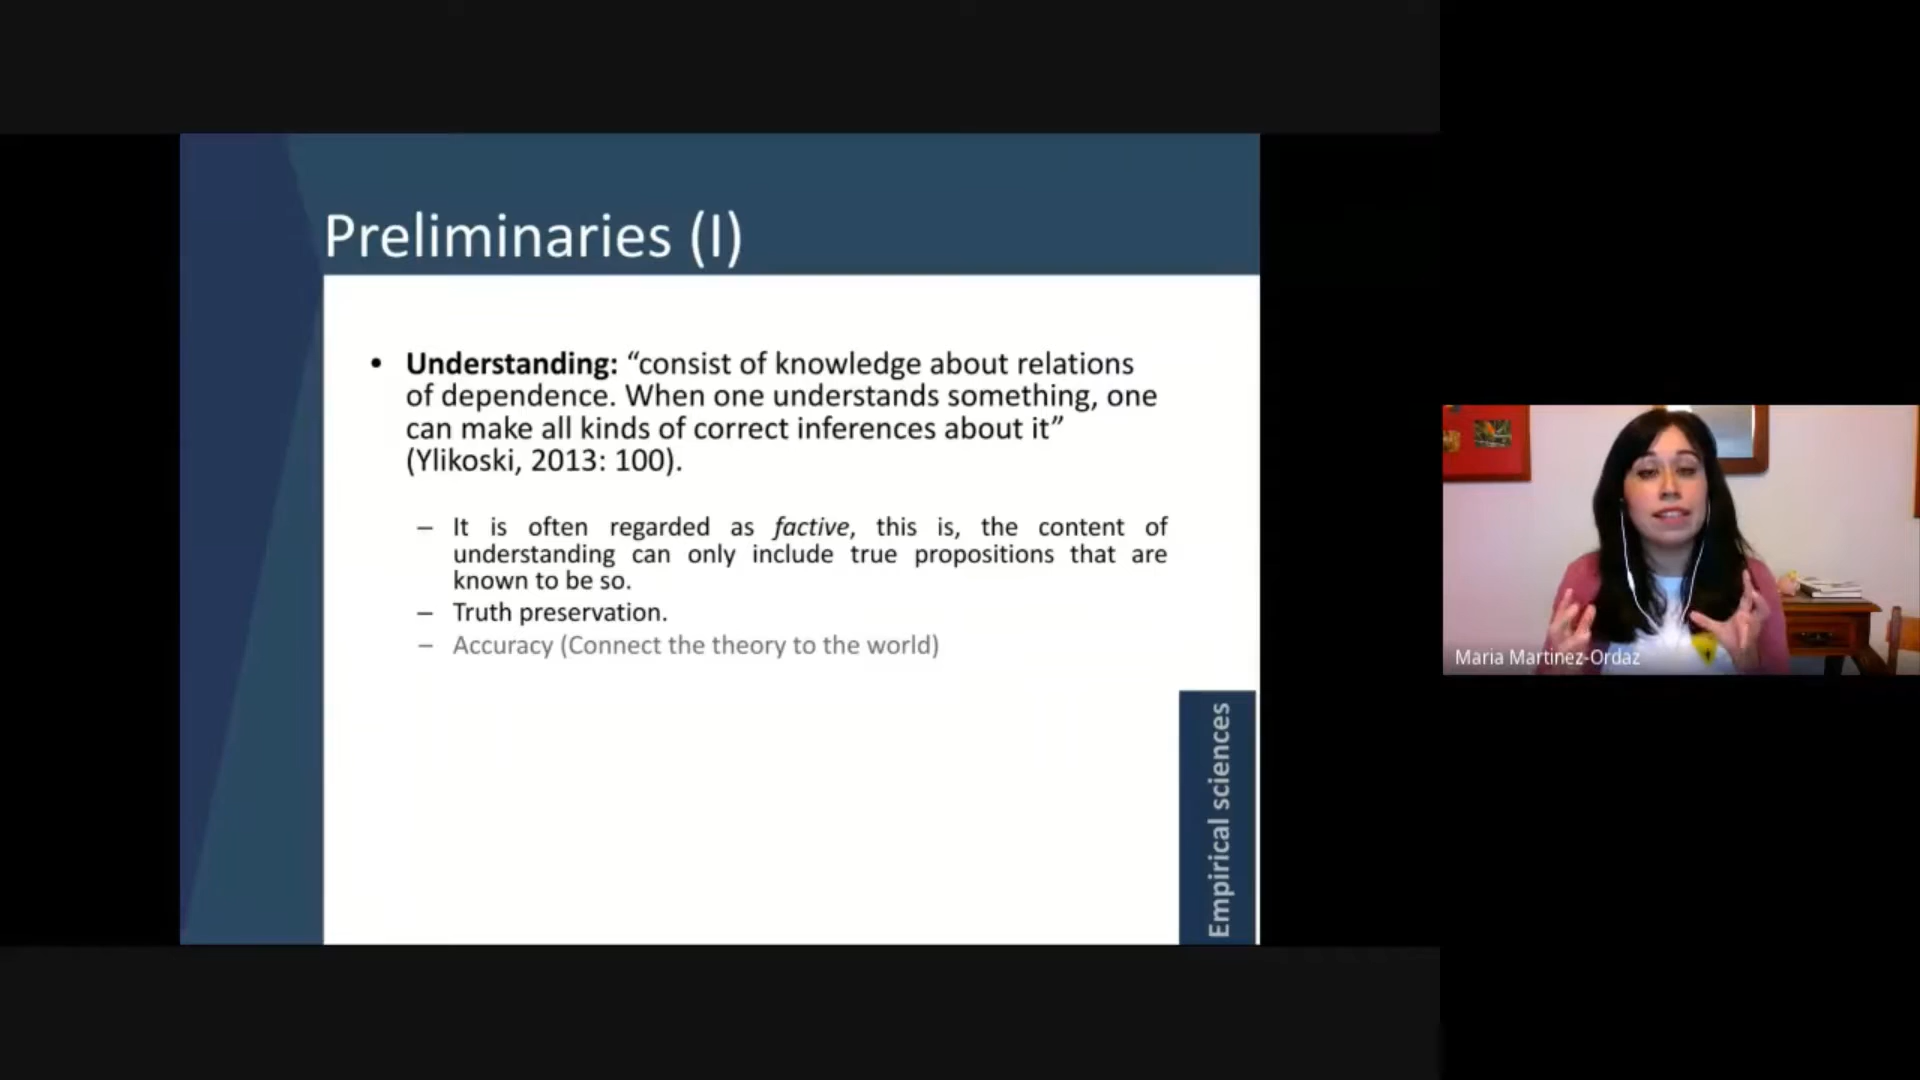 Preliminaries (I)
• Understanding: “consist of knowledge about relations
of dependence. When one understands something, one
can make all kinds of correct inferences about it”
(Ylikoski, 2013: 100).
– It is often regarded as factive, this is, the content of
understanding can only include true propositions that are
known to be so.
– Truth preservation.
– Accuracy (Connect the theory to the world)
Empirical sciences
Maria Martinez-Ordaz